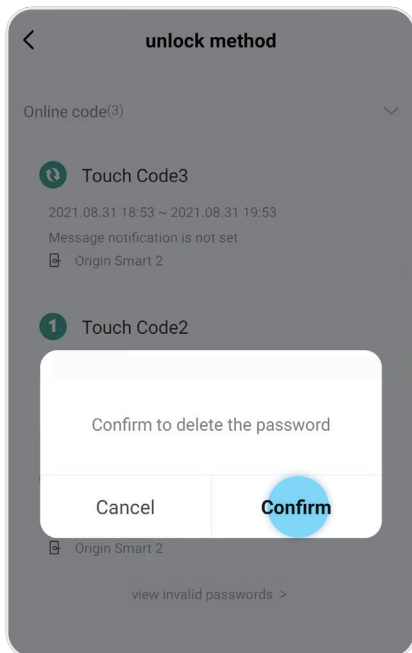 unlock method
Online code(3)
Touch Code3
2021.08.31 18:53 ~ 2021.08.31 19:53
Message notification is not set
Origin Smart 2
1 Touch Code2
Confirm to delete the password
Cancel Confirm
Origin Smart 2
view invalid passwords >